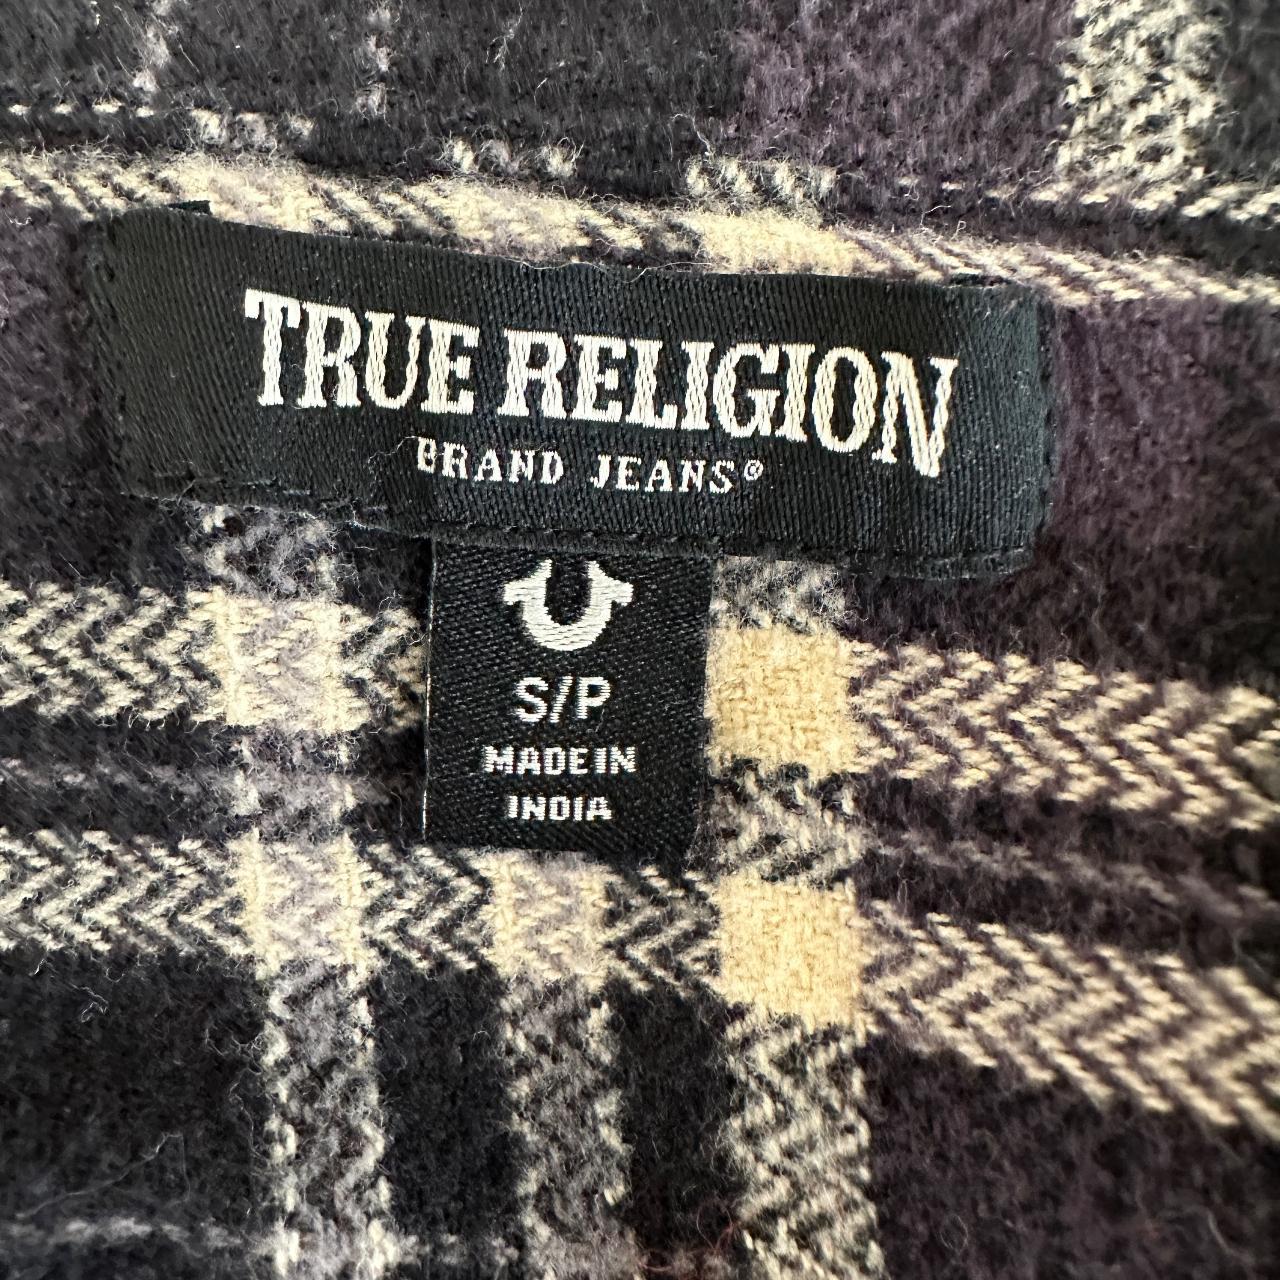 TRUE RELIGION
BRAND JEANS®
S/P
MADE IN
INDIA